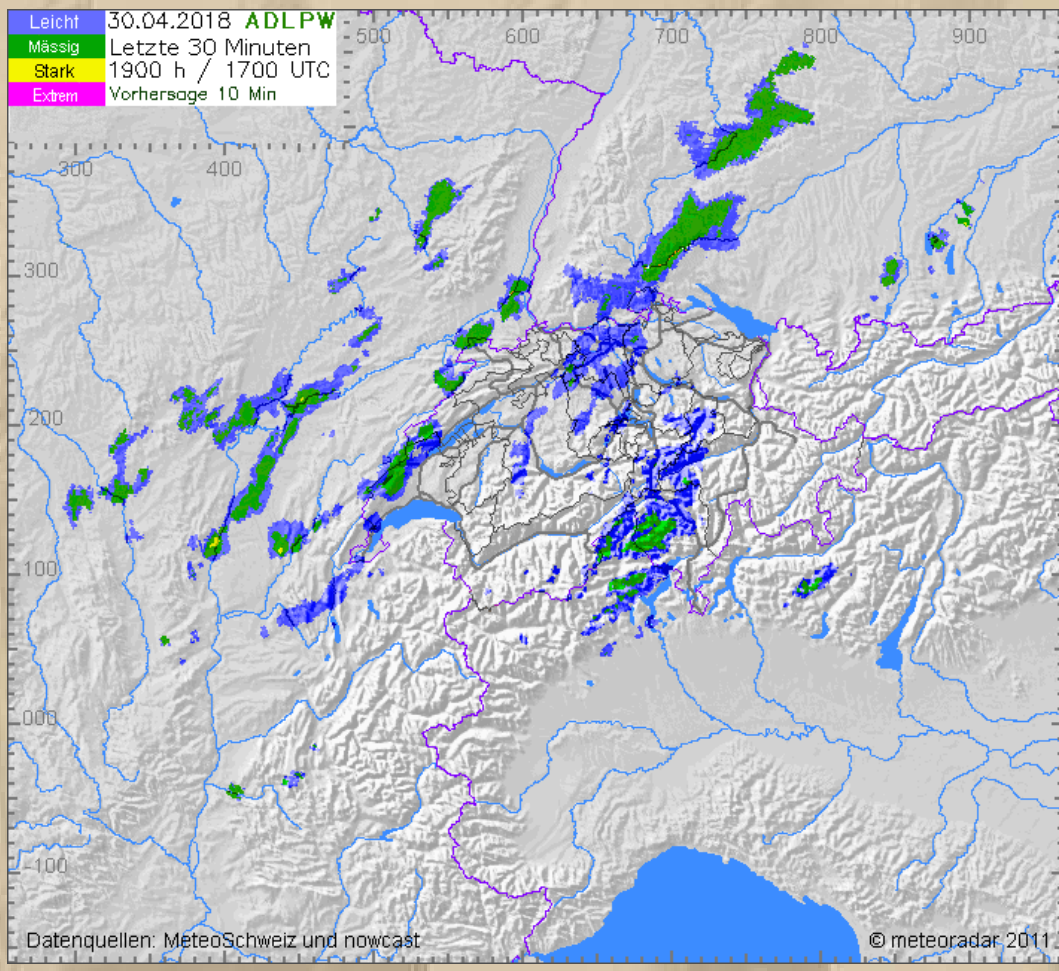 Leicht 30.04.2018 ADLPW
Mässig Letzte 30 Minuten
Stark 1900 h / 1700 UTC
Extrem Vorhersage 10 Min
500 700 800 900
300 400
300
200
100
000
-100
Datenquellen: MeteoSchweiz und nowcast © meteoradar 2011